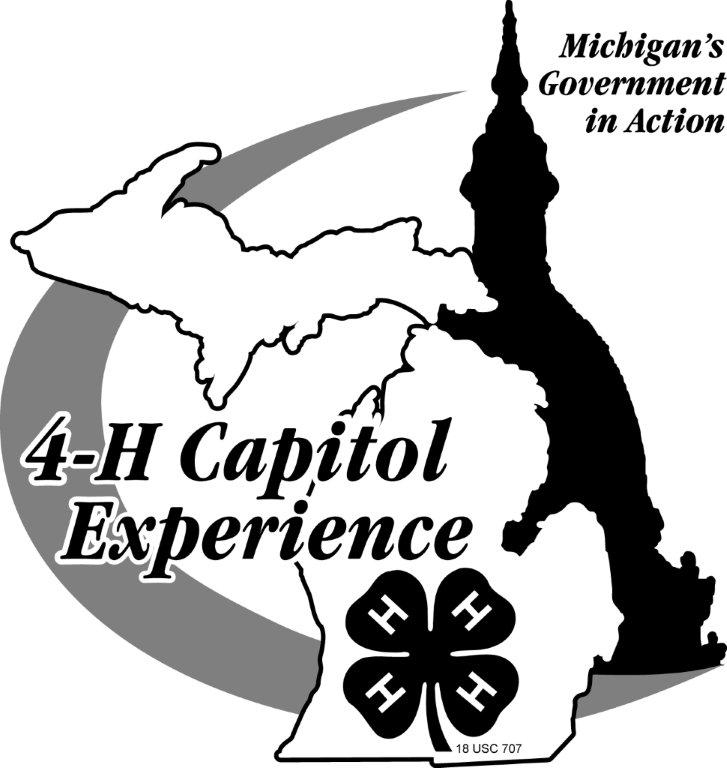 Michigan's
Government
in Action
4-H Capitol
Experience
H H
H H
18 USC 707